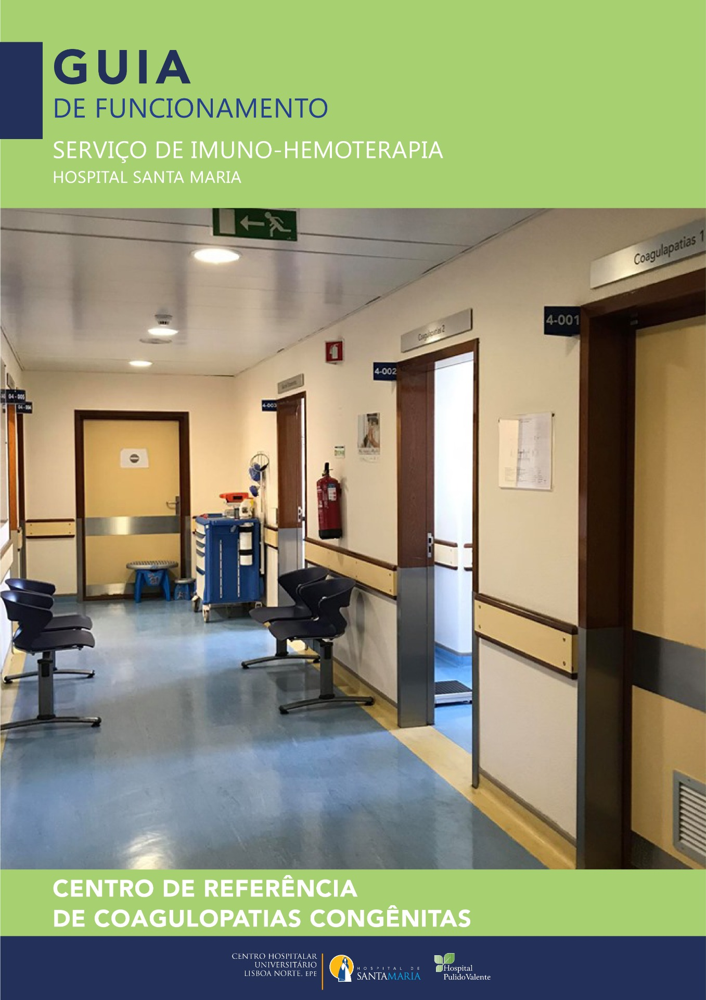 GUIA
DE FUNCIONAMENTO
SERVIÇO DE IMUNO-HEMOTERAPIA
HOSPITAL SANTA MARIA
Coagulapatias 1
4-001
Coagulapatias 2
4-002
4-003
04 - 005
04 - 004
CENTRO DE REFERÊNCIA
DE COAGULOPATIAS CONGÊNITAS
CENTRO HOSPITALAR
UNIVERSITÁRIO
LISBOA NORTE, EPE
HOSPITAL DE
SANTAMARIA
Hospital
PulidoValente